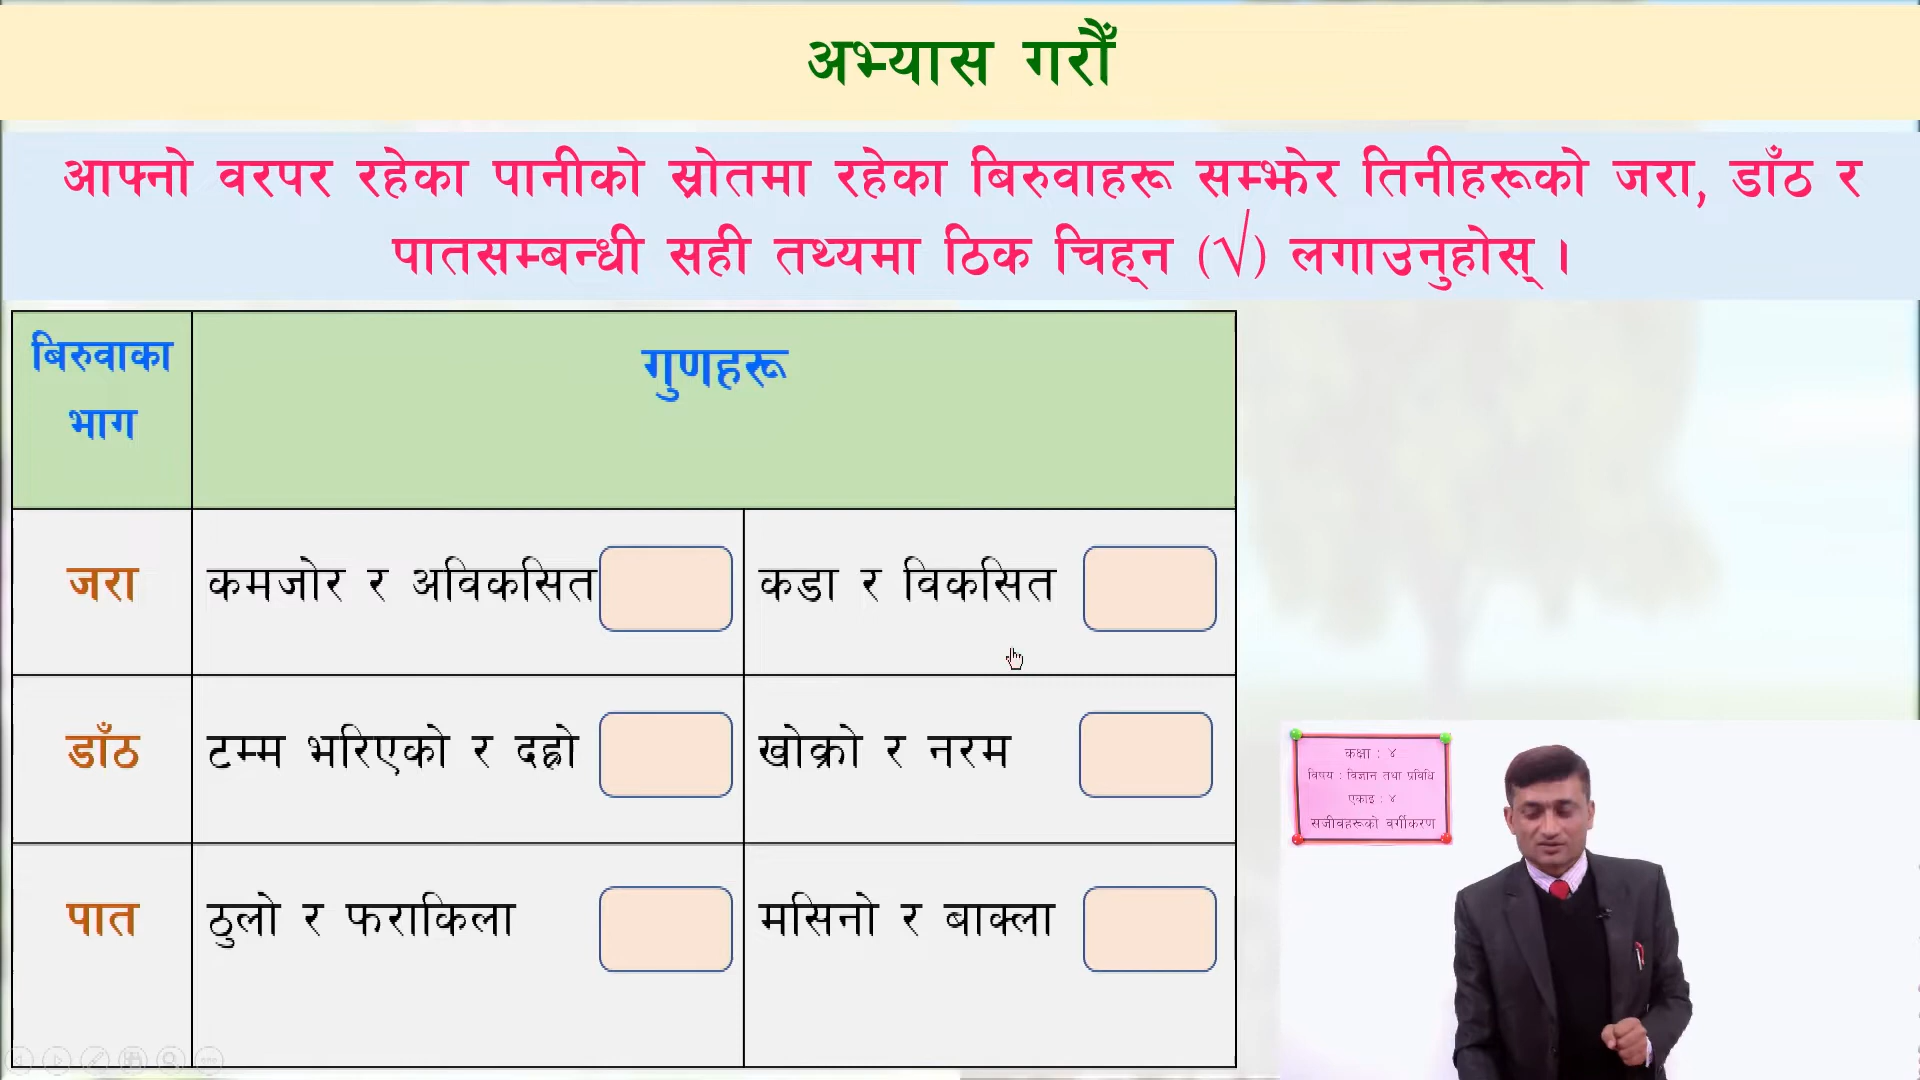 अभ्यास गरौँ
आफ्नो वरपर रहेका पानीको स्रोतमा रहेका बिरुवाहरू सम्झेर तिनीहरूको जरा, डाँठ र
पातसम्बन्धी सही तथ्यमा ठिक चिह्न (√) लगाउनुहोस् ।
बिरुवाका
भाग
गुणहरू
जरा
कमजोर र अविकसित
कडा र विकसित
डाँठ
टम्म भरिएको र दह्रो
खोक्रो र नरम
पात
ठुलो र फराकिला
मसिनो र बाक्ला
कक्षा : ४
विषय : विज्ञान तथा प्रविधि
एकाइ : ४
सजीवहरूको वर्गीकरण